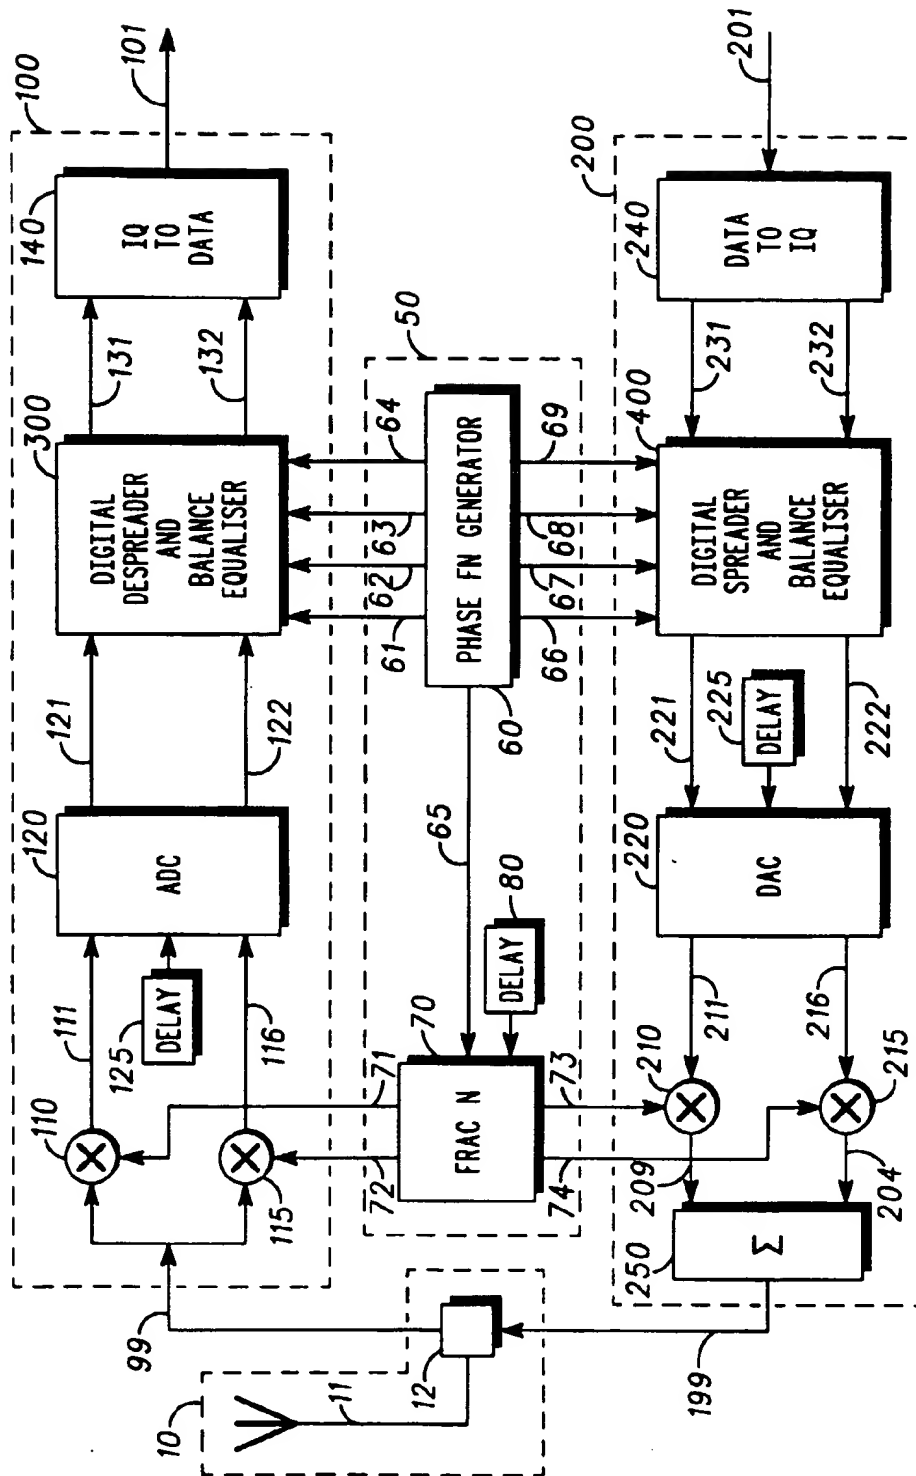 100
101
140
IQ
TO
DATA
131
132
300
DIGITAL
DESPREADER
AND
BALANCE
EQUALISER
121
122
120
ADC
111
125
DELAY
116
110
115
99
50
64
63
62
61
PHASE FN GENERATOR
60
69
68
67
66
65
80
DELAY
70
FRAC N
71
72
73
74
10
11
12
199
200
201
240
DATA
TO
IQ
231
232
400
DIGITAL
SPREADER
AND
BALANCE
EQUALISER
221
225
DELAY
222
220
DAC
211
216
210
215
209
204
250
Σ